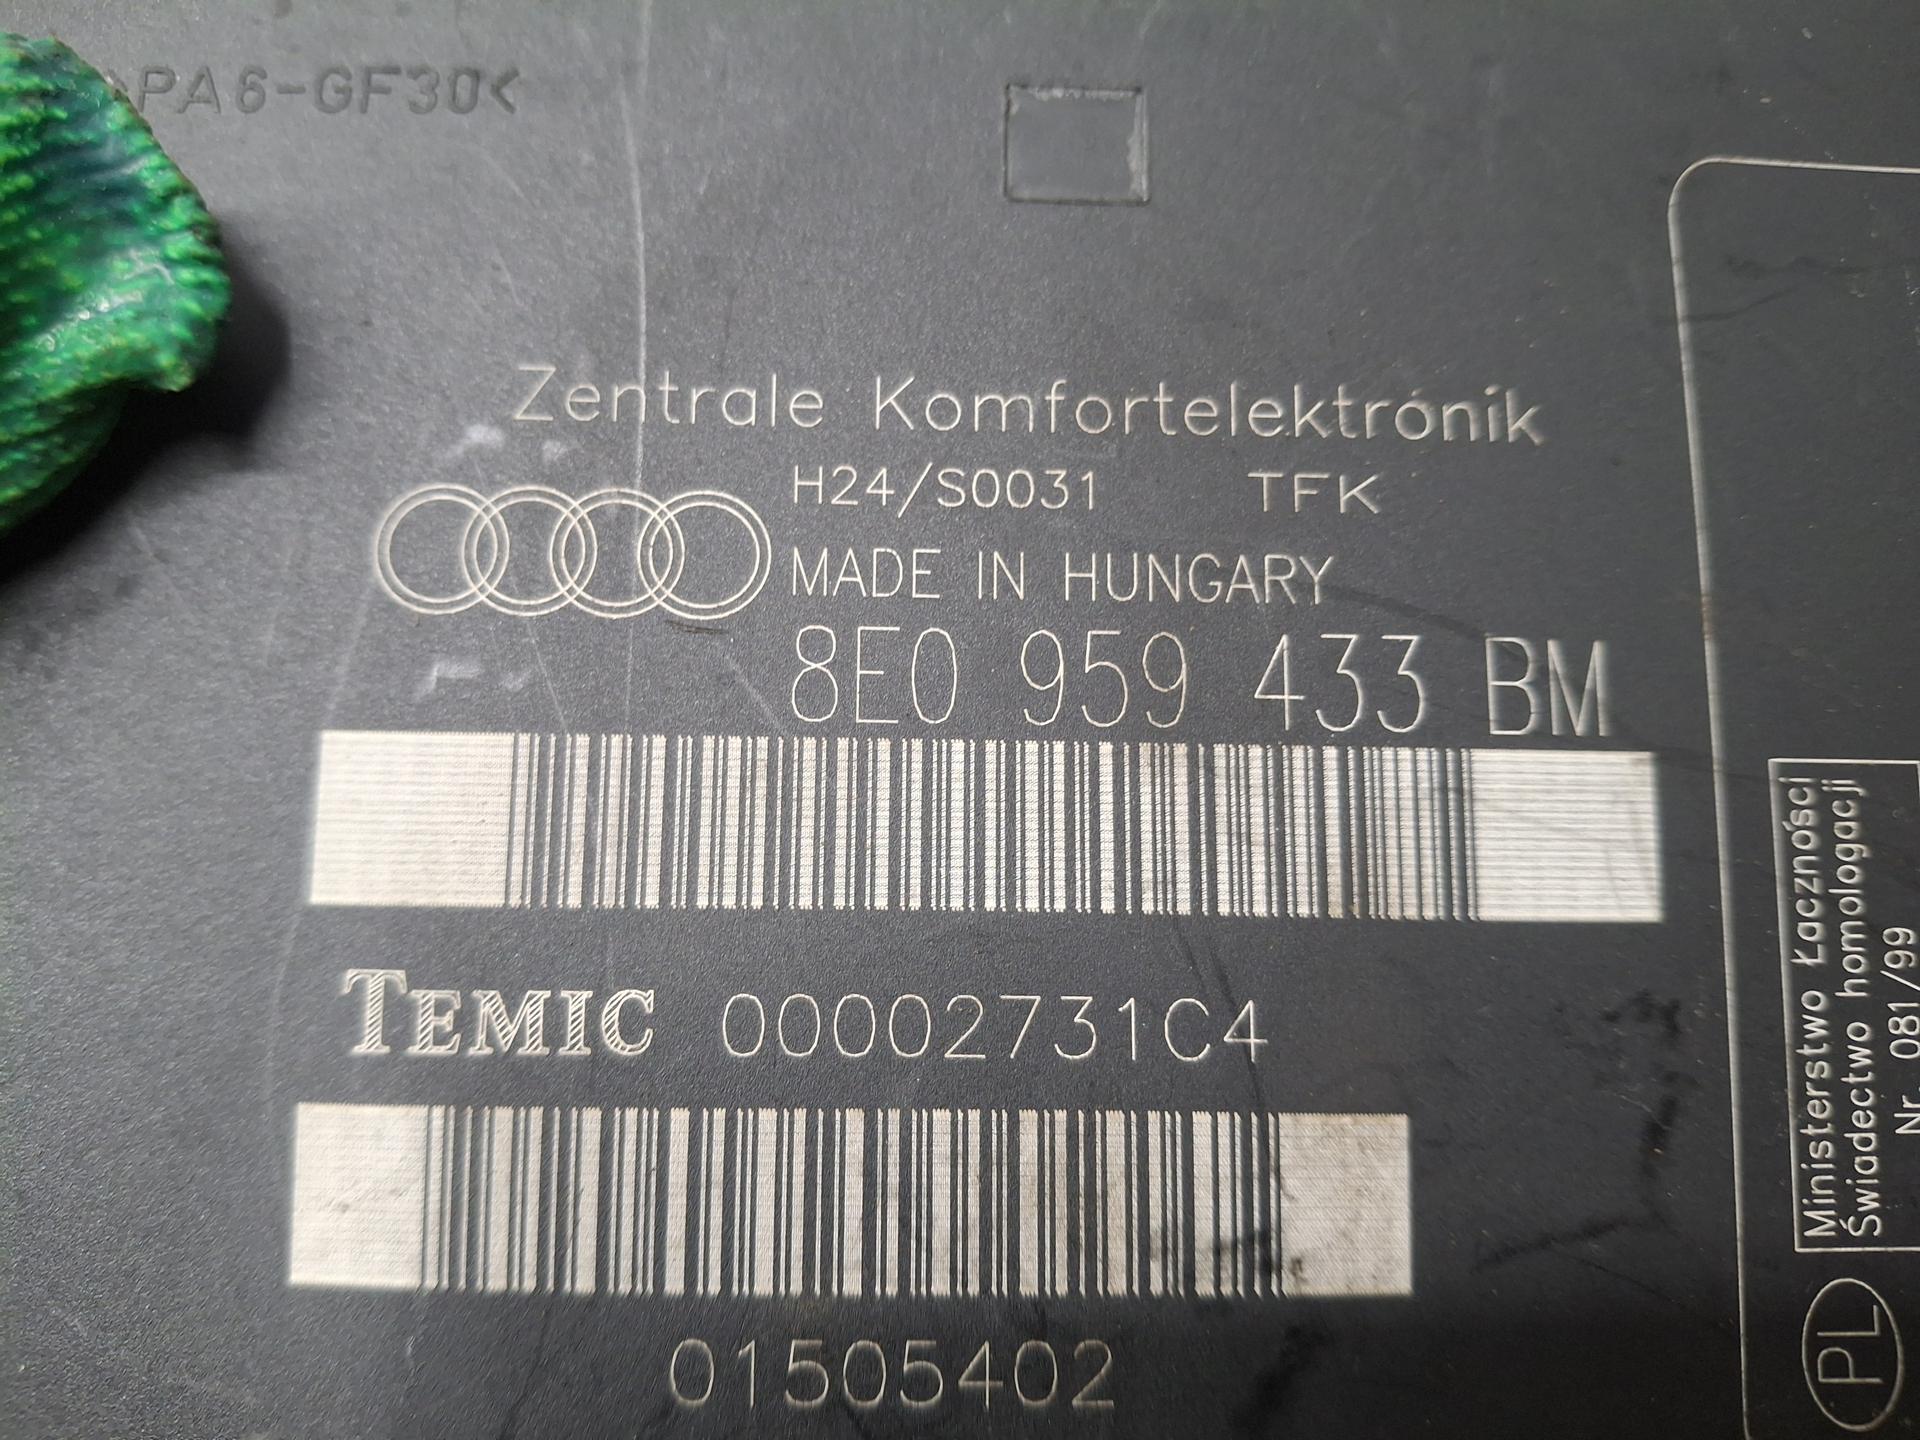 PA6-GF30<
Zentrale Komfortelektronik
H24/S0031 TFK
MADE IN HUNGARY
8E0 959 433 BM
TEMIC 00002731C4
01505402
Ministerstwo Łączności
Świadectwo homologacji
Nr 081/99
PL